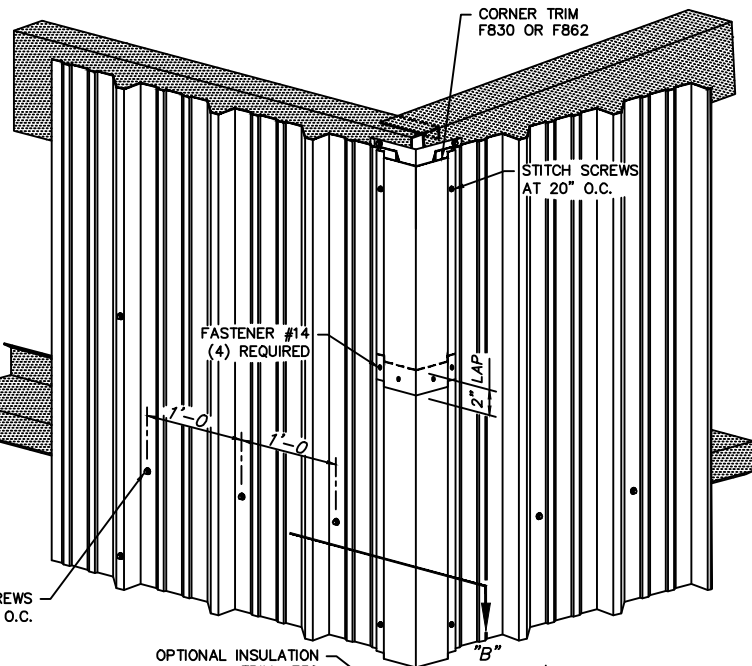 CORNER TRIM
F830 OR F862
STITCH SCREWS
AT 20" O.C.
FASTENER #14
(4) REQUIRED
2" LAP
1'-0
1'-0
O.C.
"B"
OPTIONAL INSULATION